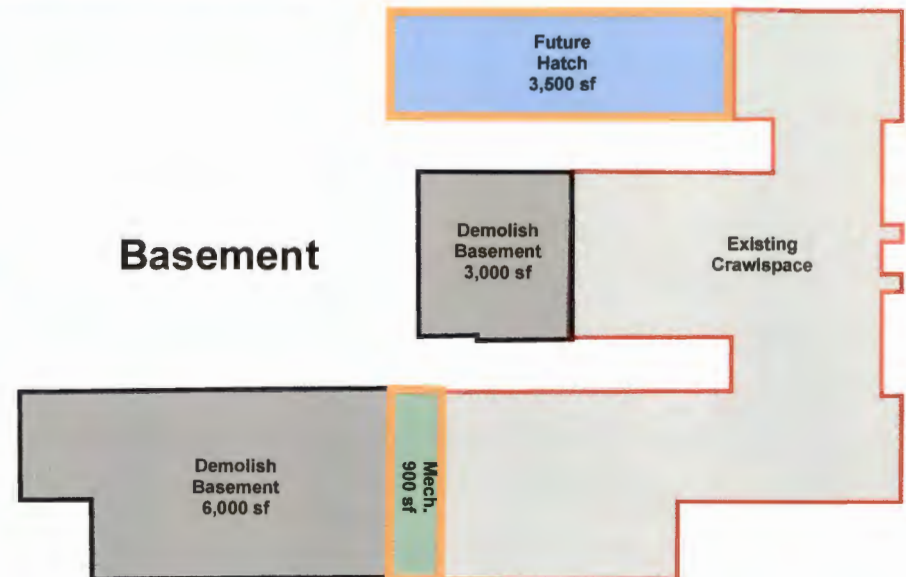 Future
Hatch
3,500 sf
Basement
Demolish
Basement
3,000 sf
Existing
Crawlspace
Demolish
Basement
6,000 sf
Mech.
900 sf